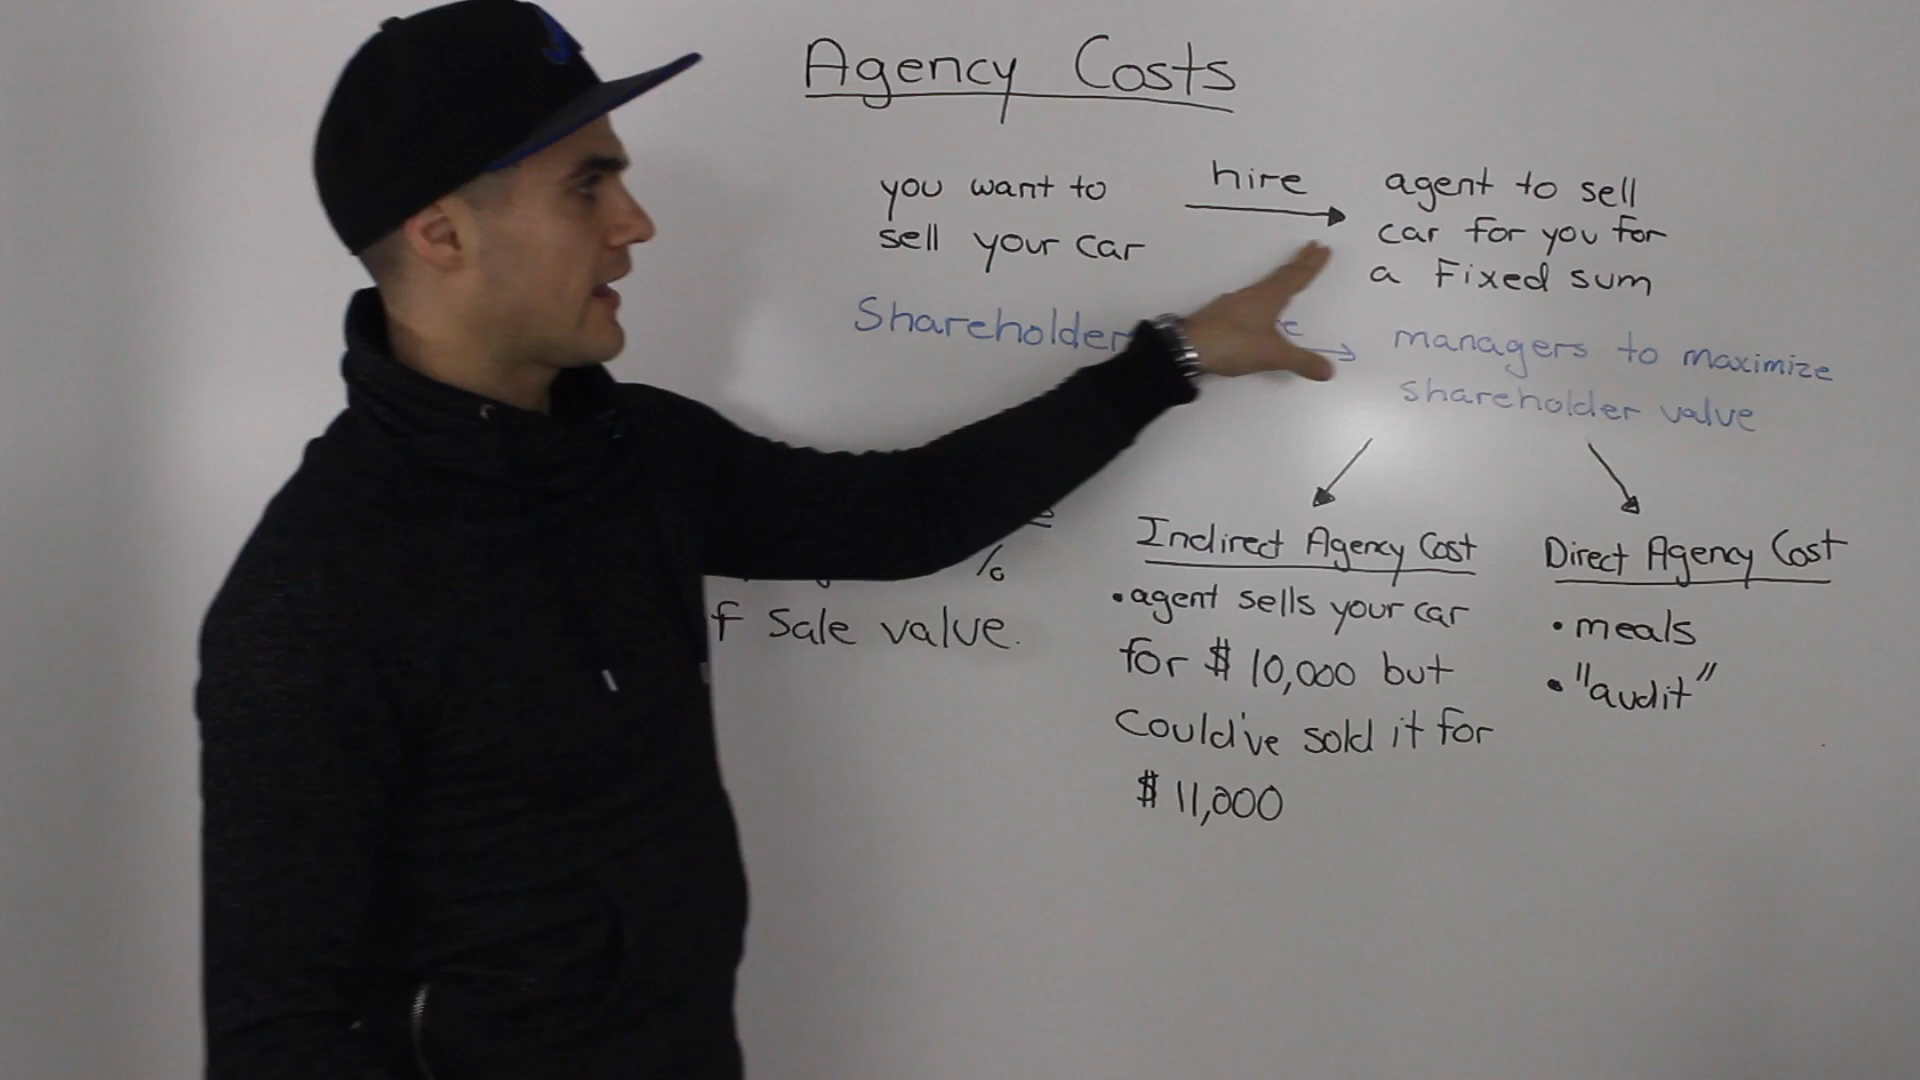 Agency Costs
you want to
sell your car
hire
agent to sell
car for you for
a Fixed sum
Shareholder
managers to maximize
shareholder value
%
Sale value.
Indirect Agency Cost
• agent sells your car
for $ 10,000 but
Could've sold it for
$ 11,000
Direct Agency Cost
• meals
• "audit"